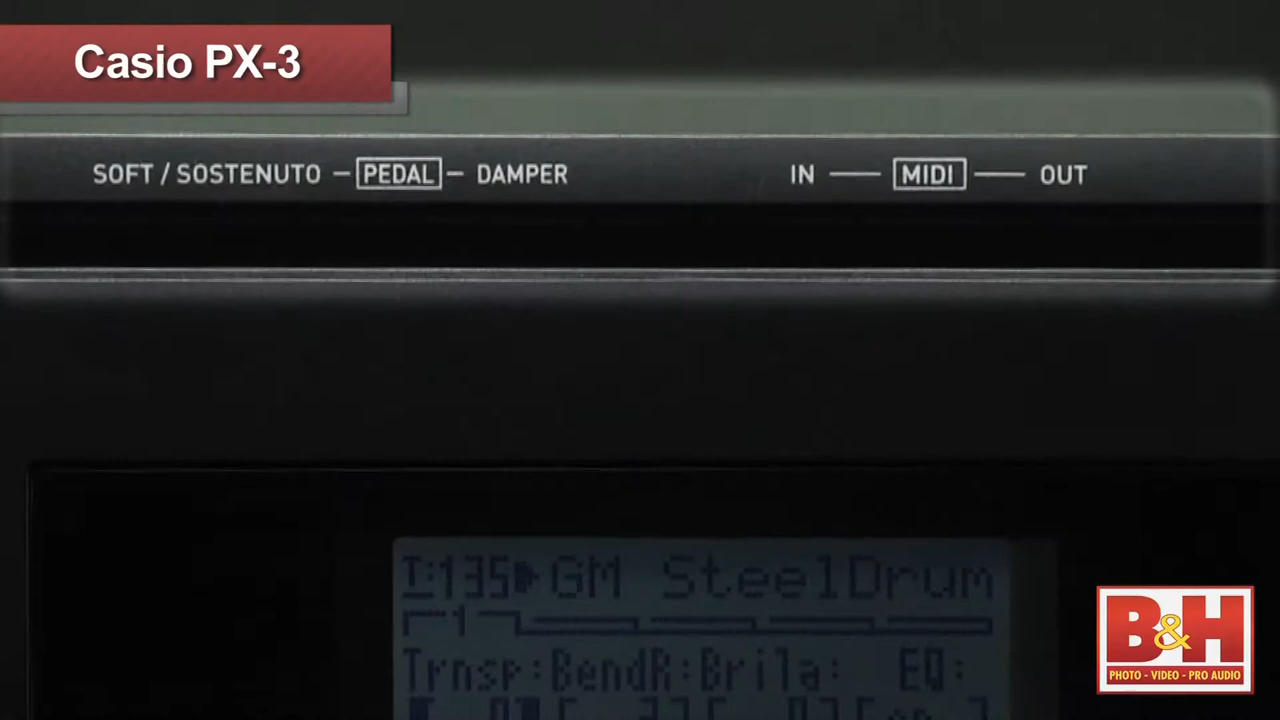 Casio PX-3
SOFT / SOSTENUTO – PEDAL – DAMPER IN — MIDI — OUT
T:135▶GM SteelDrum
1
Trnsp:BendR:Brila: EQ:
B&H
PHOTO - VIDEO - PRO AUDIO